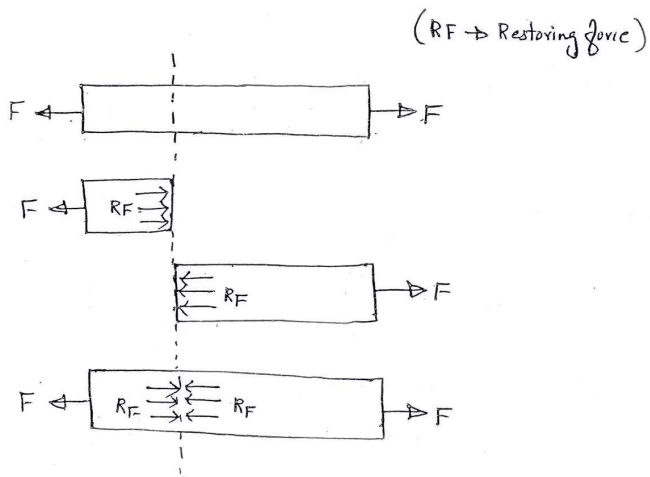 (RF → Restoring force)
F F
F RF
RF F
F RF RF F